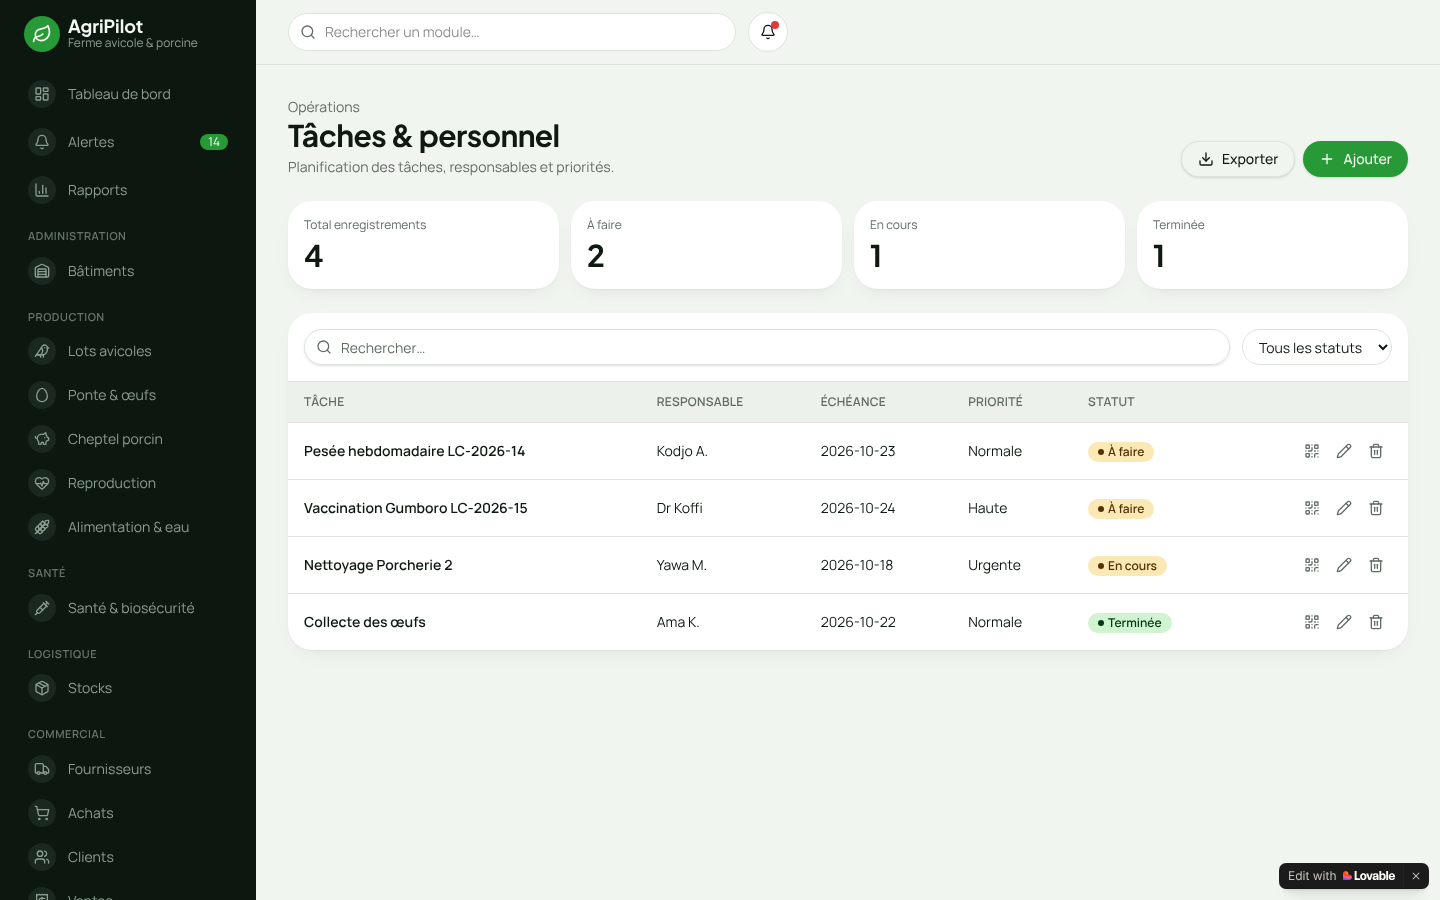 AgriPilot
Ferme avicole & porcine
Tableau de bord
Alertes 14
Rapports
ADMINISTRATION
Bâtiments
PRODUCTION
Lots avicoles
Ponte & œufs
Cheptel porcin
Reproduction
Alimentation & eau
SANTÉ
Santé & biosécurité
LOGISTIQUE
Stocks
COMMERCIAL
Fournisseurs
Achats
Clients
Ventes
Rechercher un module...
Opérations
Tâches & personnel
Planification des tâches, responsables et priorités.
Exporter
Ajouter
Total enregistrements
4
À faire
2
En cours
1
Terminée
1
Rechercher...
Tous les statuts
TÂCHE RESPONSABLE ÉCHÉANCE PRIORITÉ STATUT
Pesée hebdomadaire LC-2026-14 Kodjo A. 2026-10-23 Normale À faire
Vaccination Gumboro LC-2026-15 Dr Koffi 2026-10-24 Haute À faire
Nettoyage Porcherie 2 Yawa M. 2026-10-18 Urgente En cours
Collecte des œufs Ama K. 2026-10-22 Normale Terminée
Edit with Lovable